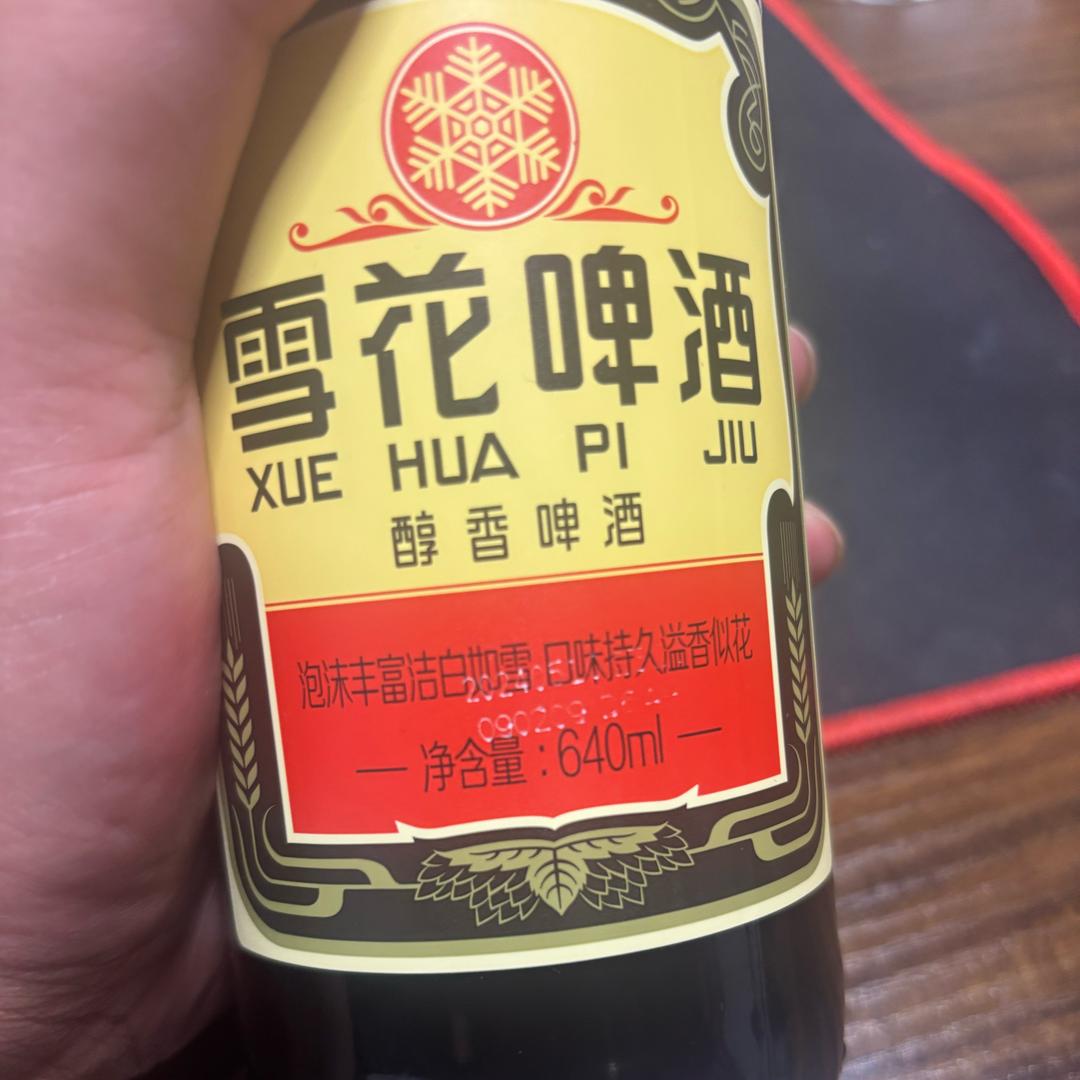 雪花啤酒
XUE HUA PI JIU
醇香啤酒
泡沫丰富洁白如雪 口味持久溢香似花
净含量:640ml